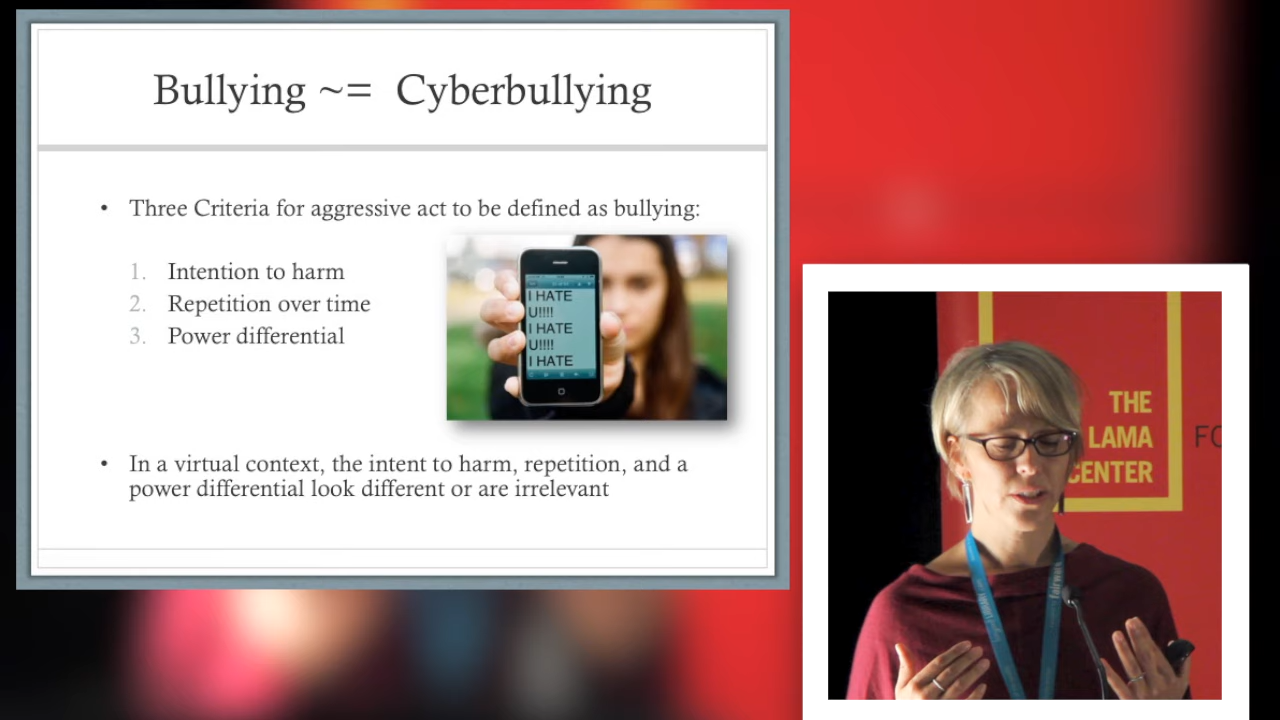 Bullying ~= Cyberbullying
• Three Criteria for aggressive act to be defined as bullying:
1. Intention to harm
2. Repetition over time
3. Power differential
I HATE
U!!!!
I HATE
U!!!!
I HATE
• In a virtual context, the intent to harm, repetition, and a
power differential look different or are irrelevant
THE
LAMA
CENTER
FO